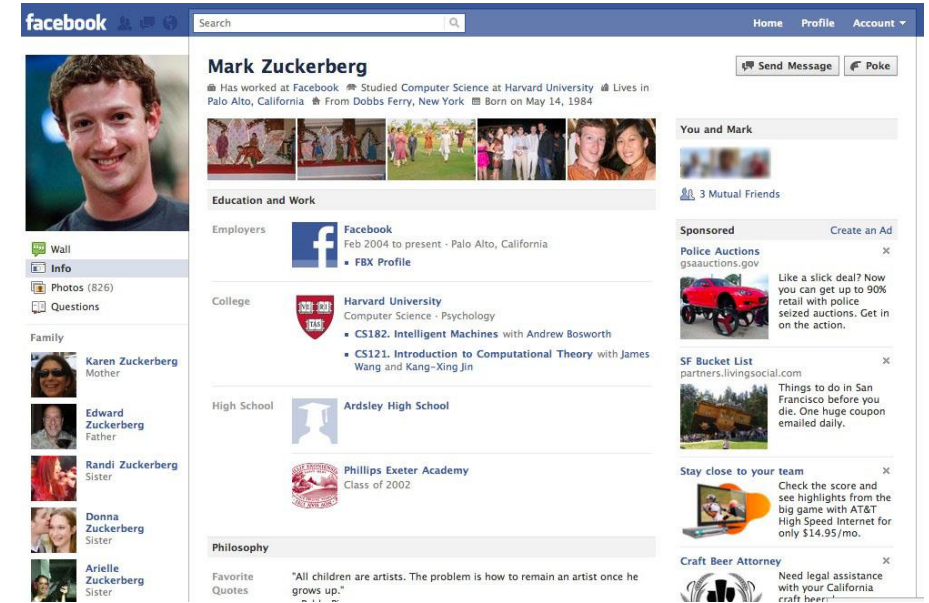 facebook
Search
Home Profile Account
Mark Zuckerberg
Send Message
Poke
Has worked at Facebook Studied Computer Science at Harvard University Lives in
Palo Alto, California From Dobbs Ferry, New York Born on May 14, 1984
Wall
Info
Photos (826)
Questions
Family
Karen Zuckerberg
Mother
Edward
Zuckerberg
Father
Randi Zuckerberg
Sister
Donna
Zuckerberg
Sister
Arielle
Zuckerberg
Sister
Education and Work
Employers
f
Facebook
Feb 2004 to present · Palo Alto, California
FBX Profile
College
VE RI
TAS
Harvard University
Computer Science · Psychology
CS182. Intelligent Machines with Andrew Bosworth
CS121. Introduction to Computational Theory with James
Wang and Kang-Xing Jin
High School
Ardsley High School
Phillips Exeter Academy
Class of 2002
Philosophy
Favorite
Quotes
"All children are artists. The problem is how to remain an artist once he
grows up."
You and Mark
3 Mutual Friends
Sponsored
Create an Ad
Police Auctions
gsaauctions.gov
Like a slick deal? Now
you can get up to 90%
retail with police
seized auctions. Get in
on the action.
SF Bucket List
partners.livingsocial.com
Things to do in San
Francisco before you
die. One huge coupon
emailed daily.
Stay close to your team
Check the score and
see highlights from the
big game with AT&T
High Speed Internet for
only $14.95/mo.
Craft Beer Attorney
Need legal assistance
with your California
craft beer